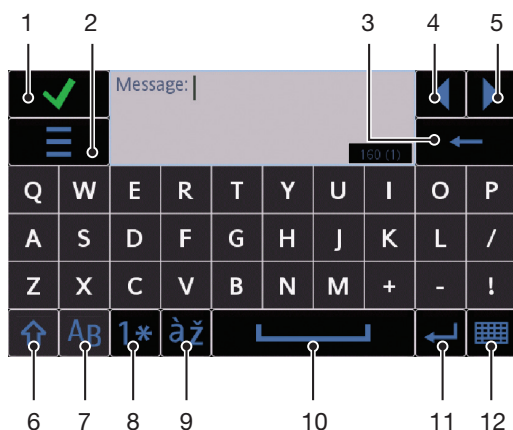 1 2 3 4 5
Message:
160 (1)
Q W E R T Y U I O P
A S D F G H J K L /
Z X C V B N M + - !
AB 1* àž
6 7 8 9 10 11 12